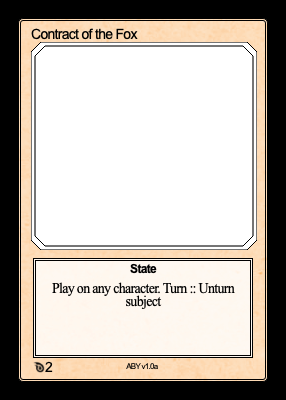 Contract of the Fox
State
Play on any character. Turn :: Unturn
subject
2
ABY v1.0a